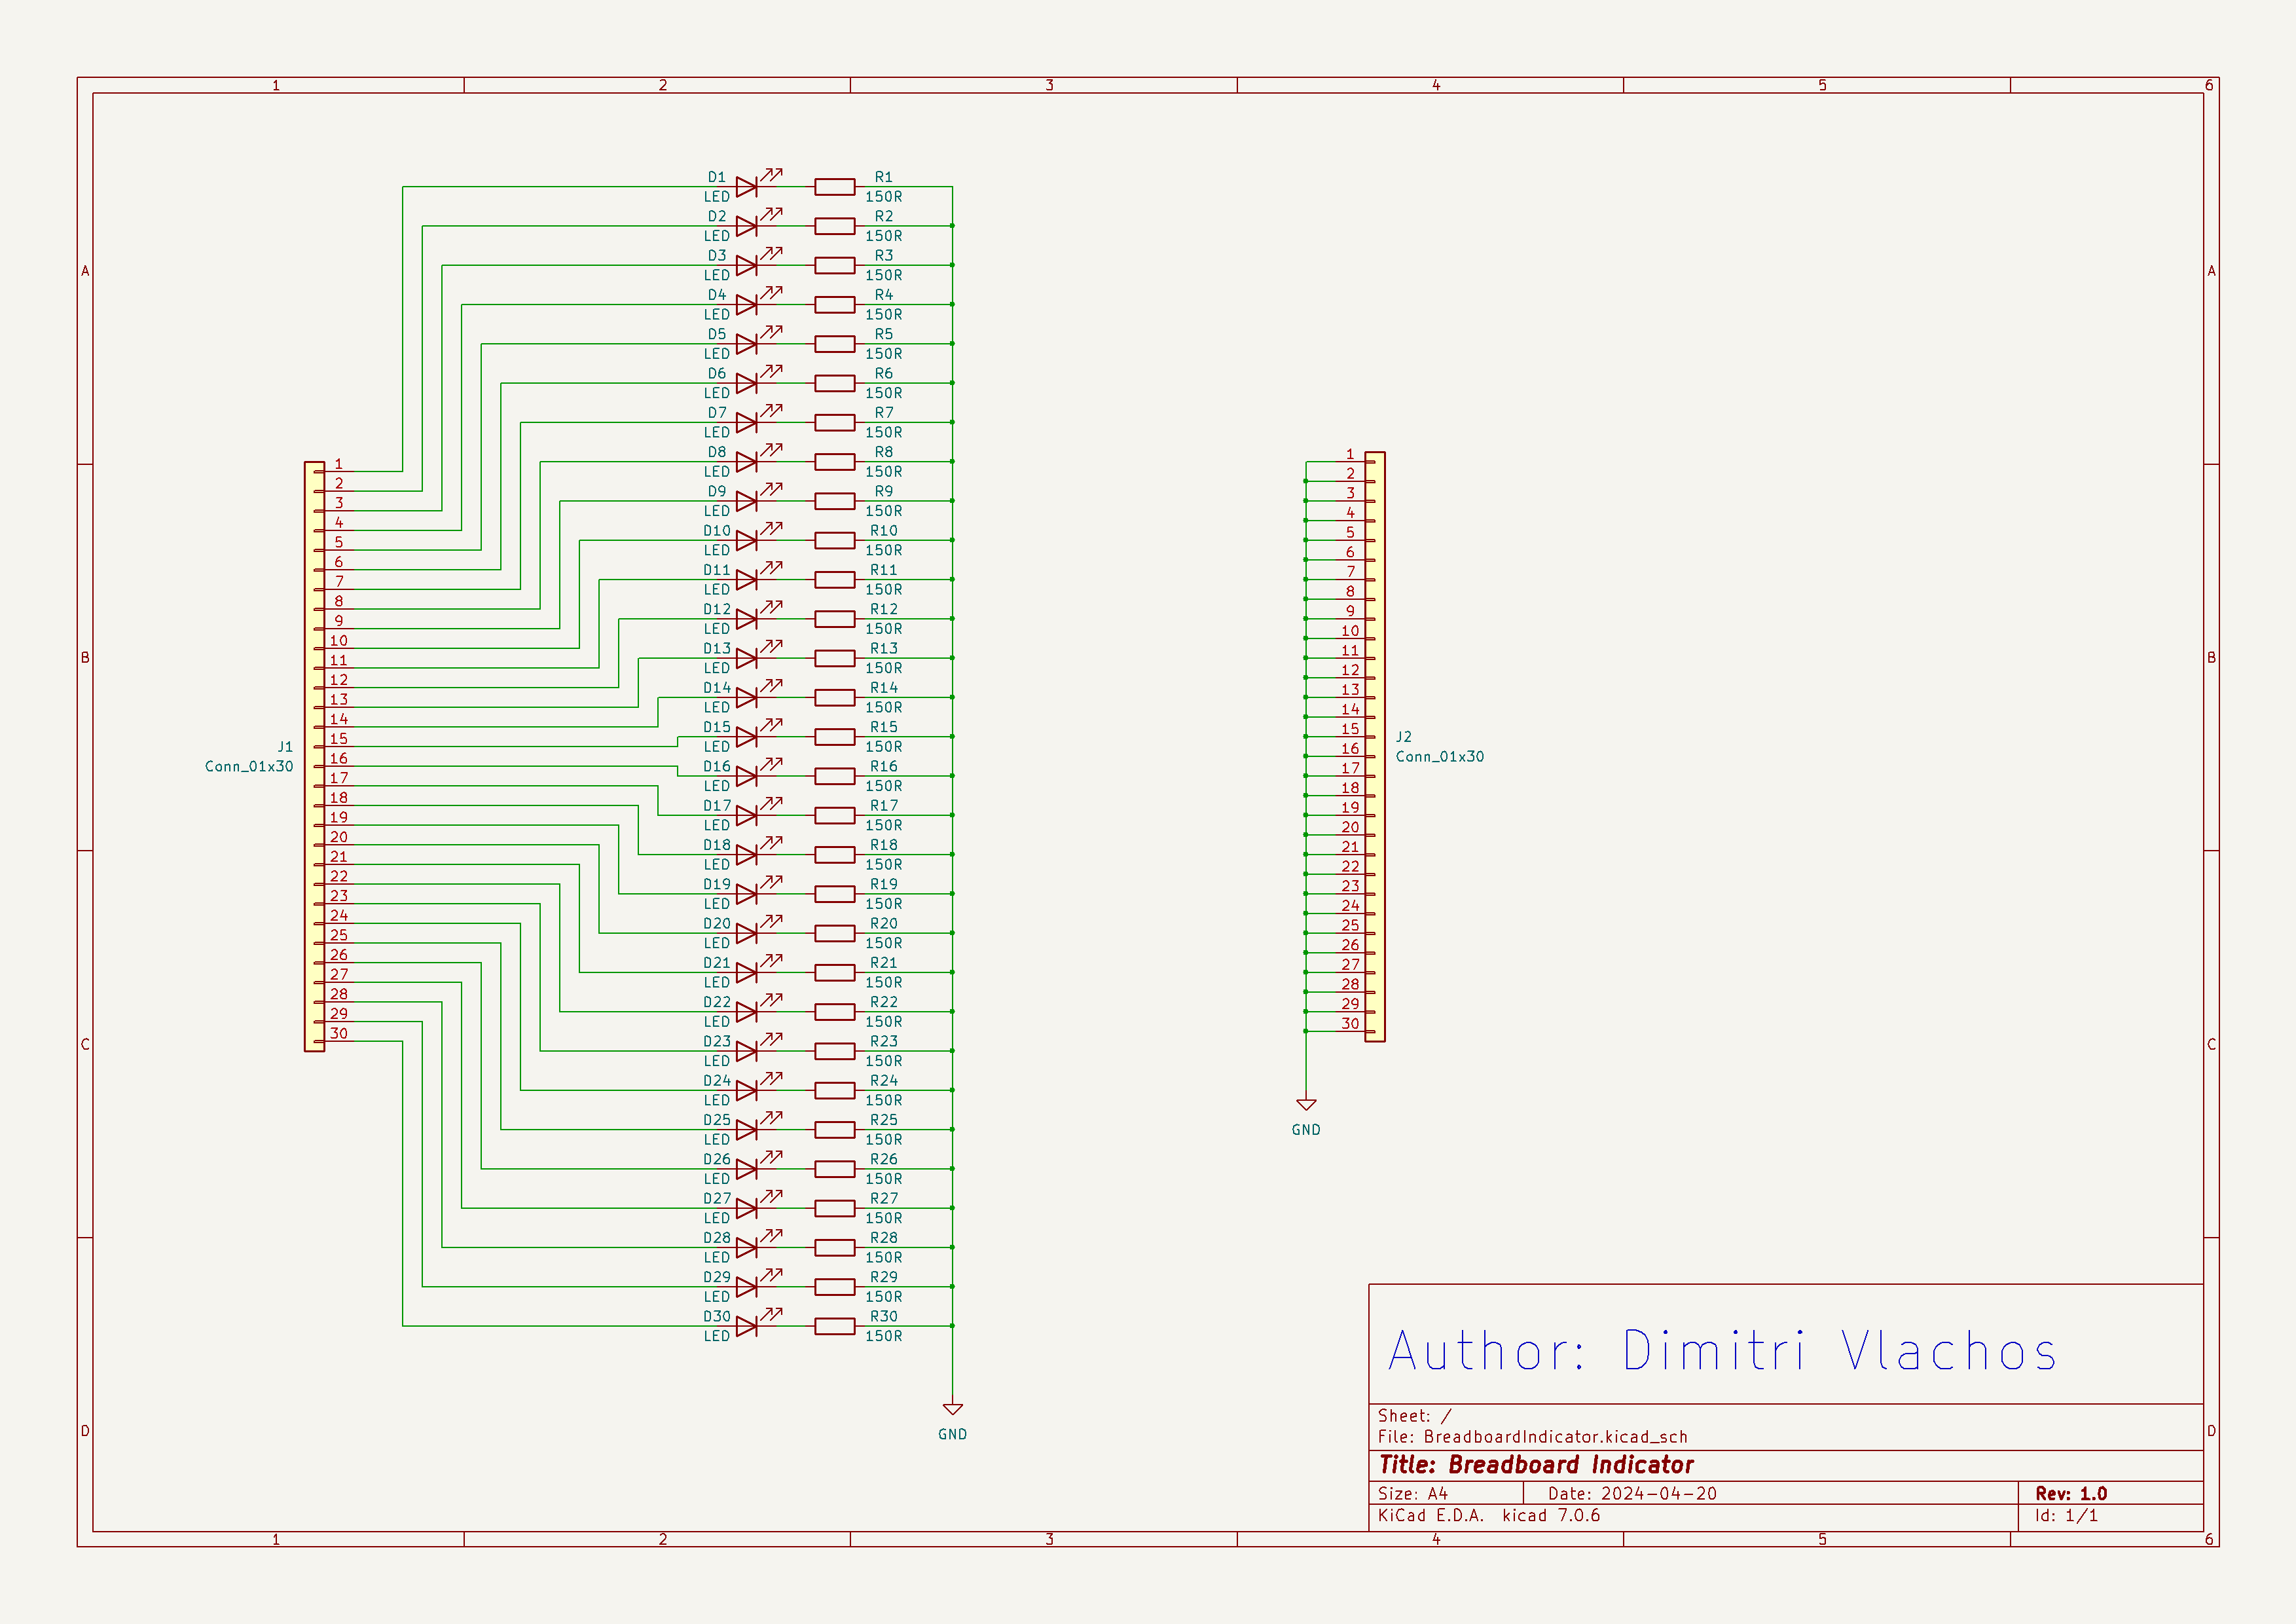 1 2 3 4 5 6
A A
B B
C C
D D
D1 R1
LED 150R
D2 R2
LED 150R
D3 R3
LED 150R
D4 R4
LED 150R
D5 R5
LED 150R
D6 R6
LED 150R
D7 R7
LED 150R
D8 R8
LED 150R
D9 R9
LED 150R
D10 R10
LED 150R
D11 R11
LED 150R
D12 R12
LED 150R
D13 R13
LED 150R
D14 R14
LED 150R
D15 R15
LED 150R
D16 R16
LED 150R
D17 R17
LED 150R
D18 R18
LED 150R
D19 R19
LED 150R
D20 R20
LED 150R
D21 R21
LED 150R
D22 R22
LED 150R
D23 R23
LED 150R
D24 R24
LED 150R
D25 R25
LED 150R
D26 R26
LED 150R
D27 R27
LED 150R
D28 R28
LED 150R
D29 R29
LED 150R
D30 R30
LED 150R
GND
J1
Conn_01x30
1
2
3
4
5
6
7
8
9
10
11
12
13
14
15
16
17
18
19
20
21
22
23
24
25
26
27
28
29
30
1
2
3
4
5
6
7
8
9
10
11
12
13
14
15
16
17
18
19
20
21
22
23
24
25
26
27
28
29
30
J2
Conn_01x30
GND
Author: Dimitri Vlachos
Sheet: /
File: BreadboardIndicator.kicad_sch
Title: Breadboard Indicator
Size: A4 Date: 2024-04-20 Rev: 1.0
KiCad E.D.A. kicad 7.0.6 Id: 1/1
1 2 3 4 5 6